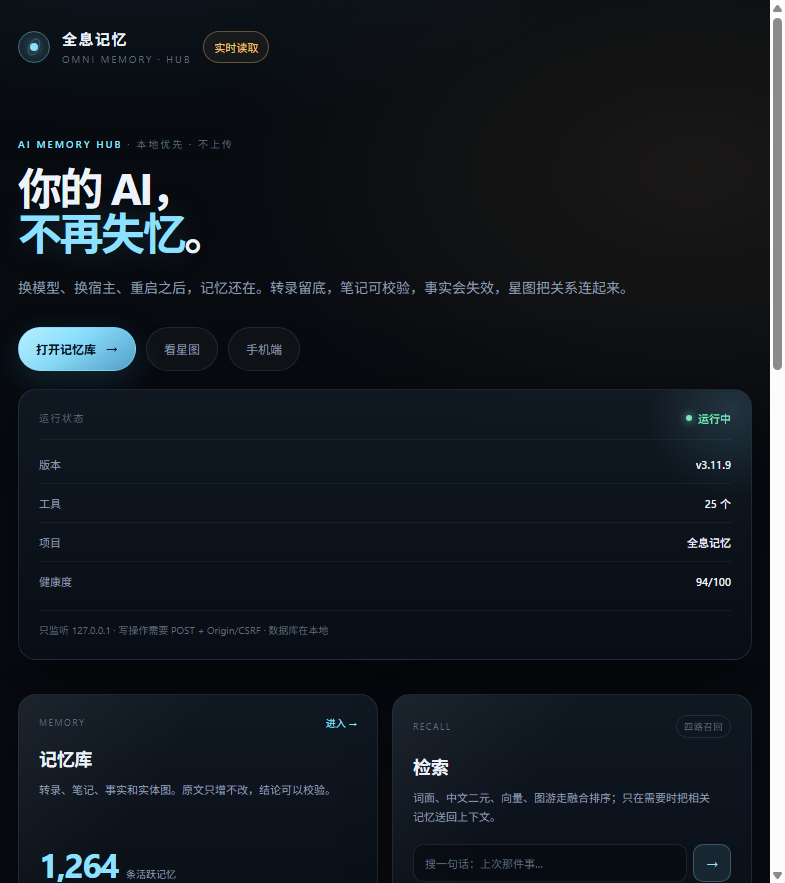 全息记忆
OMNI MEMORY · HUB
实时读取
AI MEMORY HUB · 本地优先 · 不上传
你的 AI，
不再失忆。
换模型、换宿主、重启之后，记忆还在。转录留底，笔记可校验，事实会失效，星图把关系连起来。
打开记忆库 →
看星图
手机端
运行状态
运行中
版本
v3.11.9
工具
25 个
项目
全息记忆
健康度
94/100
只监听 127.0.0.1 · 写操作需要 POST + Origin/CSRF · 数据库在本地
MEMORY
进入 →
记忆库
转录、笔记、事实和实体图。原文只增不改，结论可以校验。
1,264 条活跃记忆
RECALL
四路召回
检索
词面、中文二元、向量、图游走融合排序；只在需要时把相关
记忆送回上下文。
搜一句话：上次那件事…
→